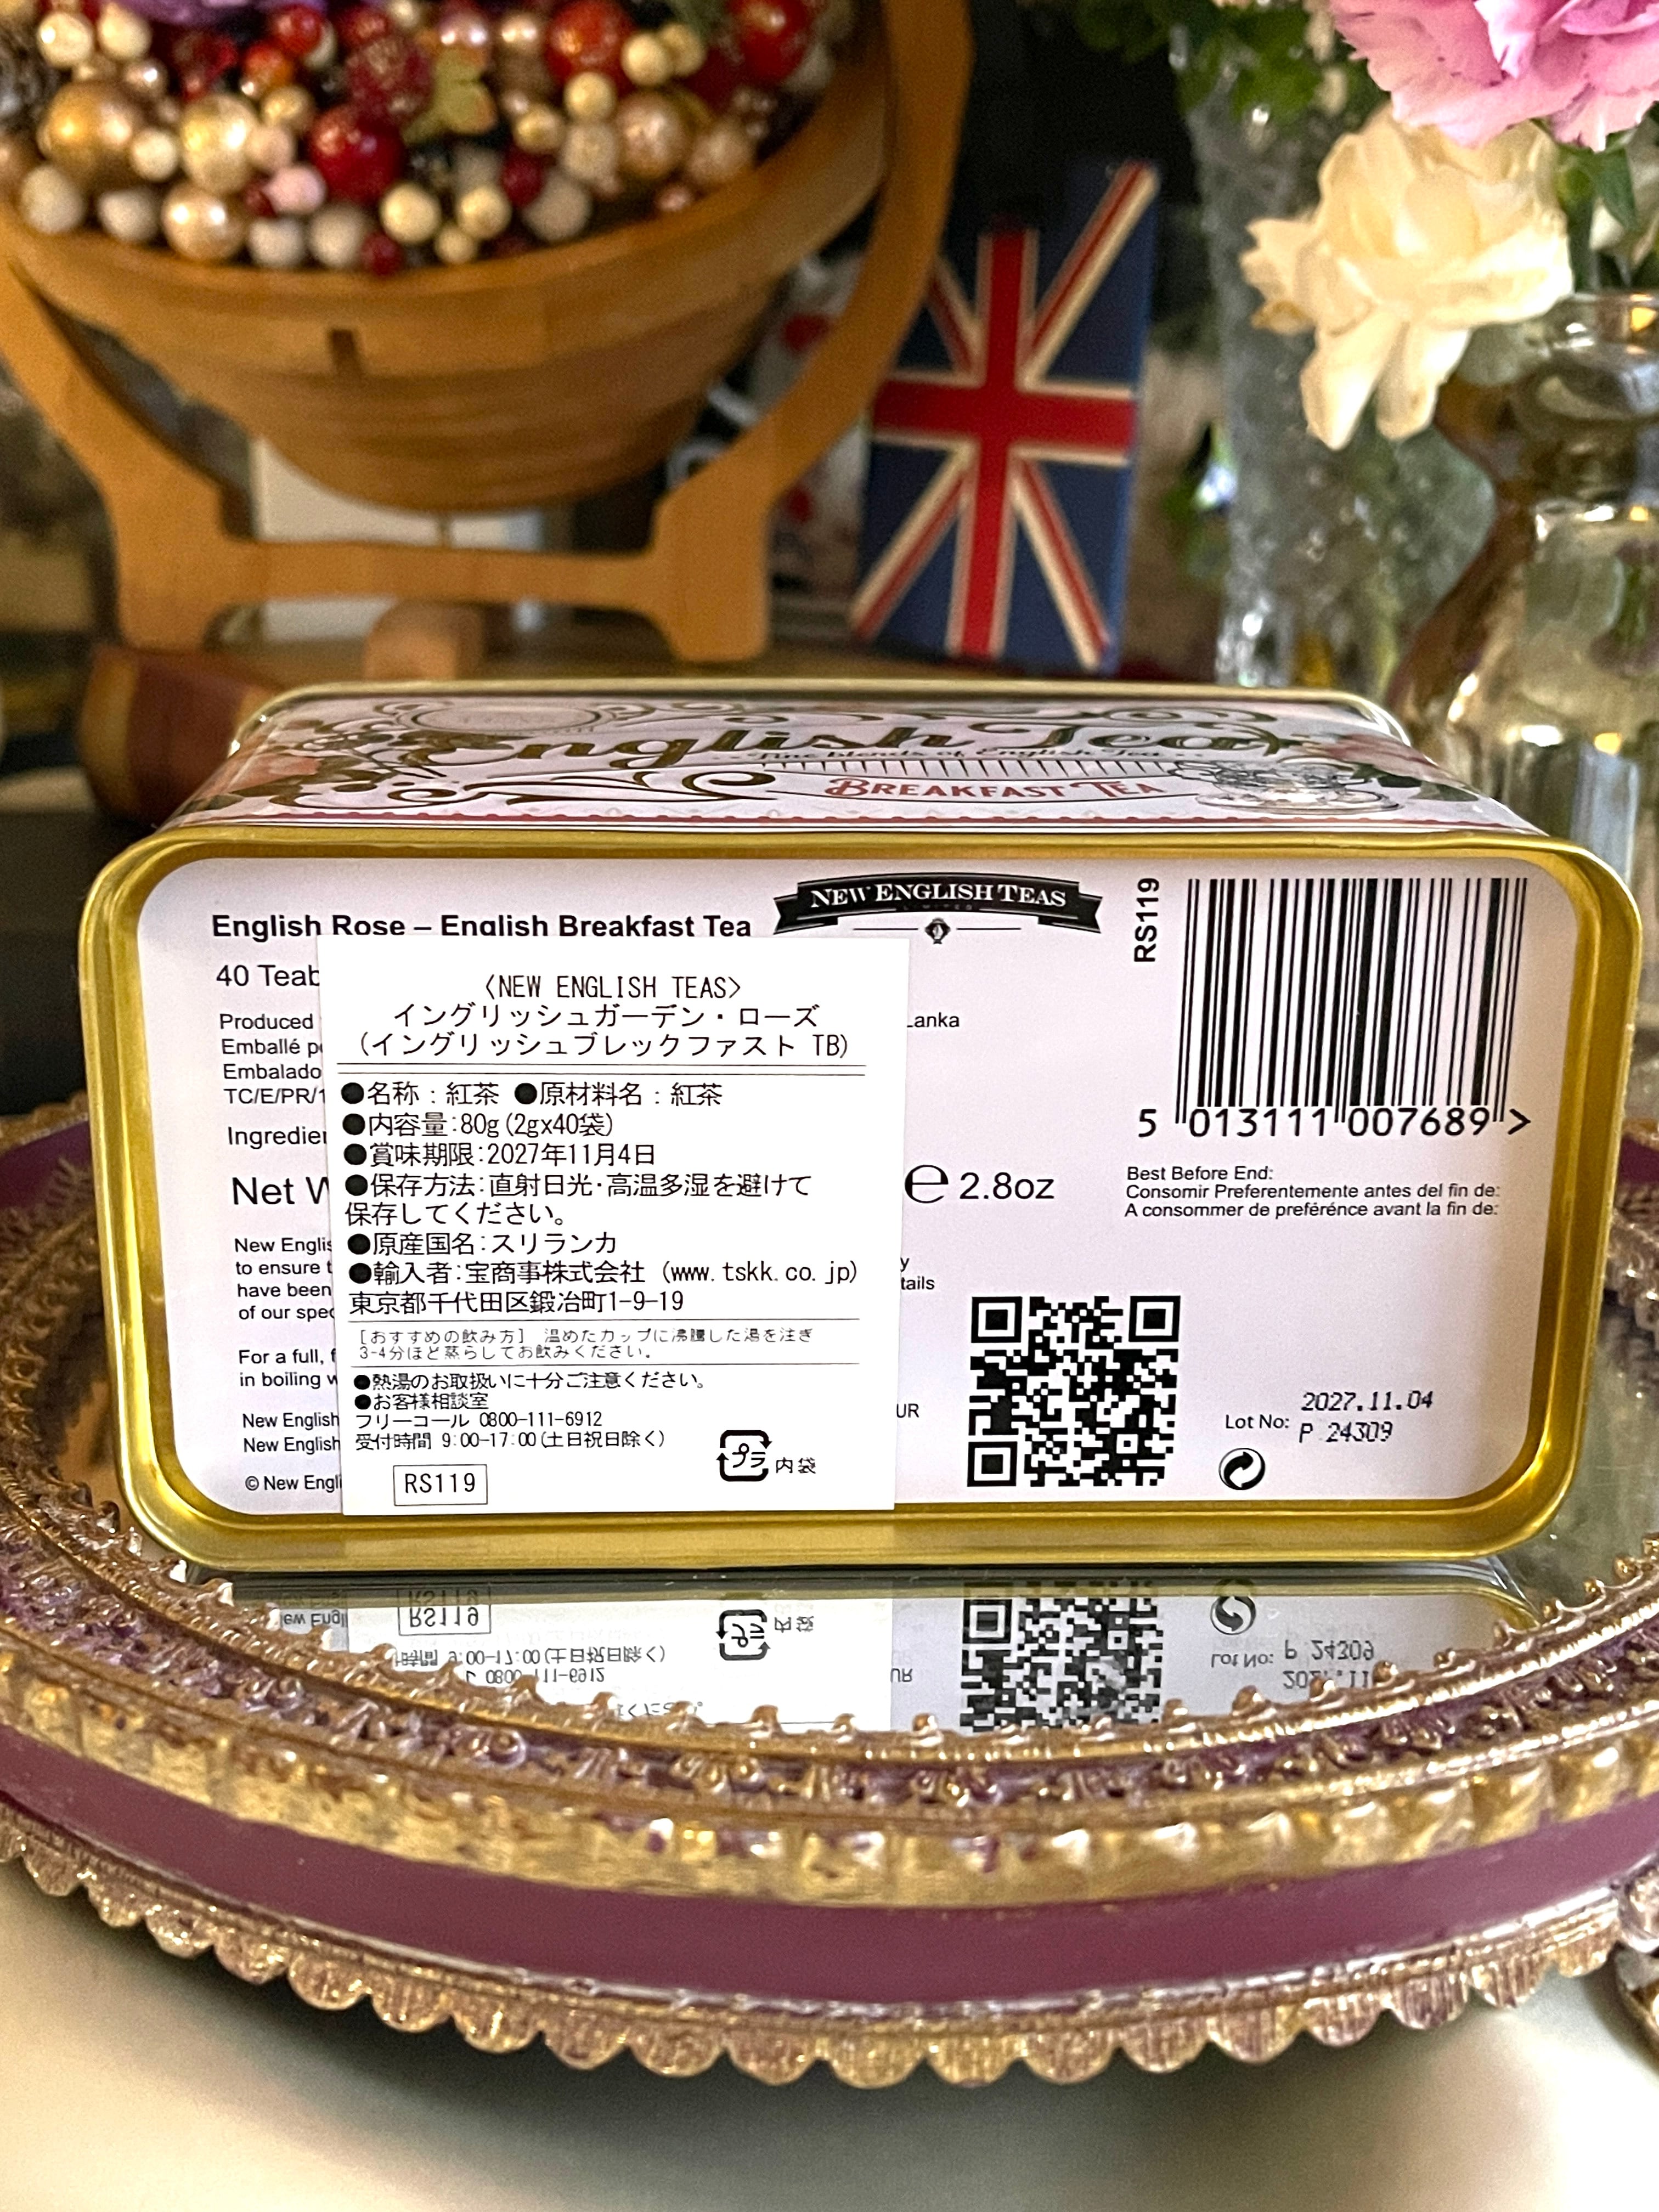 English Tea
Fine blends of English Tea
BREAKFAST TEA
NEW ENGLISH TEAS
LIMITED
English Rose – English Breakfast Tea
40
Produced
Emballé
Embalado
TC/E/PR/1
Net
2.8oz
New
to ensure
have been
of our
For a full,
in boiling
New English
New English
© New
〈NEW ENGLISH TEAS〉
イングリッシュガーデン・ローズ
(イングリッシュブレックファスト TB)
●名称：紅茶 ●原材料名：紅茶
●内容量:80g(2gx40袋)
●賞味期限:2027年11月4日
●保存方法:直射日光･高温多湿を避けて
保存してください。
●原産国名:スリランカ
●輸入者:宝商事株式会社 (www.tskk.co.jp)
東京都千代田区鍛冶町1-9-19
[おすすめの飲み方] 温めたカップに沸騰した湯を注ぎ
3-4分ほど蒸らしてお飲みください。
●熱湯のお取扱いに十分ご注意ください。
●お客様相談室
フリーコール 0800-111-6912
受付時間 9:00-17:00(土日祝日除く)
プラ 内袋
RS119
RS119
5 013111 007689 >
Best Before End:
Consomir Preferentemente antes del fin de:
A consommer de preférénce avant la fin de:
2027.11.04
Lot No: P 24309